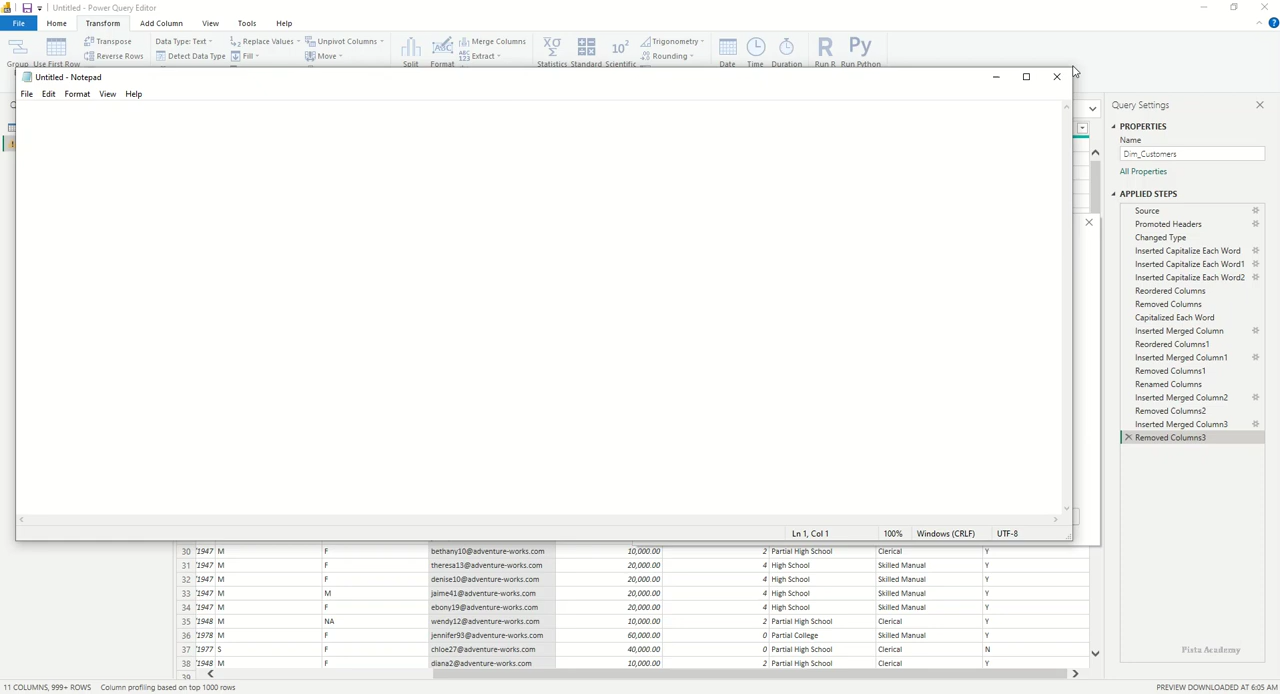 Untitled - Power Query Editor
File Home Transform Add Column View Tools Help
Transpose Data Type: Text Replace Values Unpivot Columns Merge Columns Trigonometry
Group Use First Row Reverse Rows Detect Data Type Fill Move Split Format Extract Statistics Standard Scientific Rounding Date Time Duration Run R Run Python
Untitled - Notepad
File Edit Format View Help
Ln 1, Col 1 100% Windows (CRLF) UTF-8
30 '1947 M F bethany10@adventure-works.com 10,000.00 2 Partial High School Clerical Y
31 '1947 M F theresa13@adventure-works.com 20,000.00 4 High School Skilled Manual Y
32 '1947 M F denise10@adventure-works.com 20,000.00 4 High School Skilled Manual Y
33 '1947 M M jaime41@adventure-works.com 20,000.00 4 High School Skilled Manual Y
34 '1947 M F ebony19@adventure-works.com 20,000.00 4 High School Skilled Manual Y
35 '1948 M NA wendy12@adventure-works.com 10,000.00 2 Partial High School Clerical Y
36 '1978 M F jennifer93@adventure-works.com 60,000.00 0 Partial College Skilled Manual Y
37 '1977 S F chloe27@adventure-works.com 40,000.00 0 Partial High School Clerical N
38 '1948 M F diana2@adventure-works.com 10,000.00 2 Partial High School Clerical Y
39
Query Settings
PROPERTIES
Name
Dim_Customers
All Properties
APPLIED STEPS
Source
Promoted Headers
Changed Type
Inserted Capitalize Each Word
Inserted Capitalize Each Word1
Inserted Capitalize Each Word2
Reordered Columns
Removed Columns
Capitalized Each Word
Inserted Merged Column
Reordered Columns1
Inserted Merged Column1
Removed Columns1
Renamed Columns
Inserted Merged Column2
Removed Columns2
Inserted Merged Column3
Removed Columns3
Pista Academy
11 COLUMNS, 999+ ROWS Column profiling based on top 1000 rows
PREVIEW DOWNLOADED AT 6:05 AM